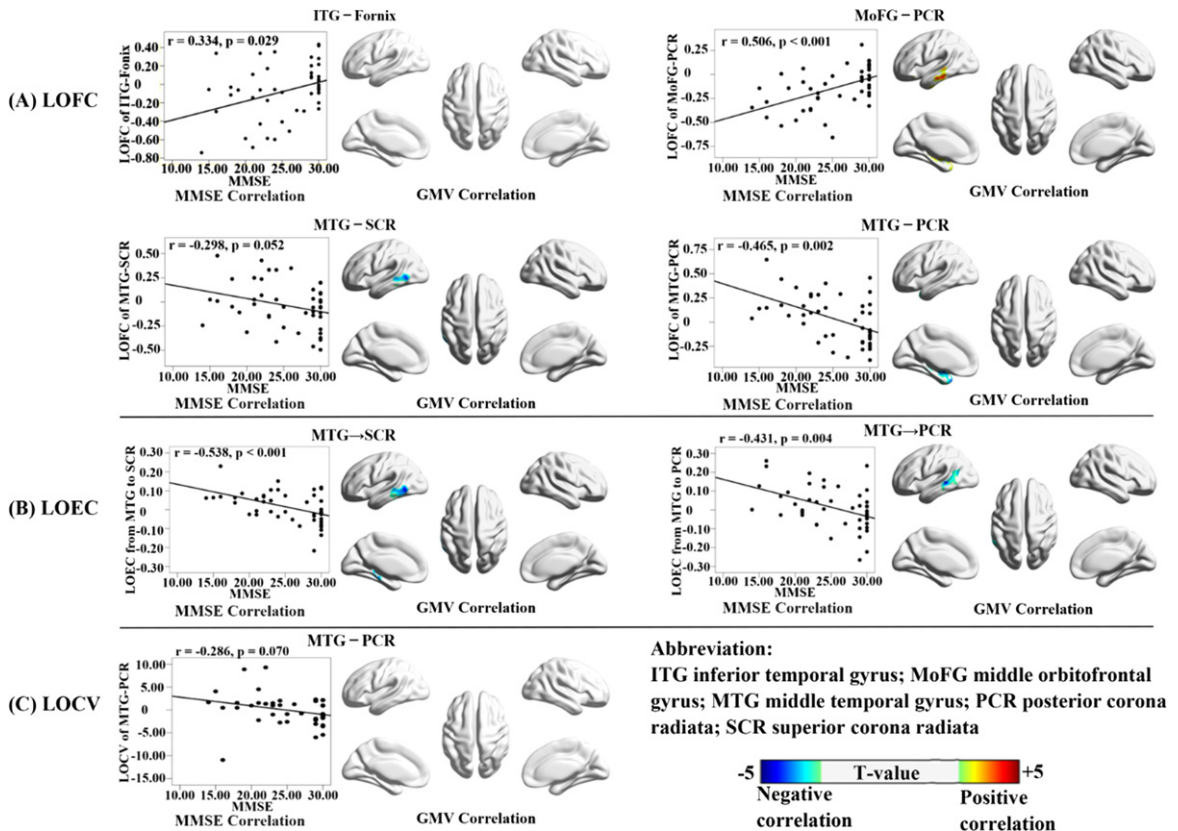 ITG – Fornix
MoFG – PCR
(A) LOFC
r = 0.334, p = 0.029
LOFC of ITG-Fonix
0.40
0.20
0
-0.20
-0.40
-0.60
-0.80
10.00 15.00 20.00 25.00 30.00
MMSE
MMSE Correlation
GMV Correlation
r = 0.506, p < 0.001
LOFC of MoFG-PCR
0.25
0
-0.25
-0.50
-0.75
10.00 15.00 20.00 25.00 30.00
MMSE
MMSE Correlation
GMV Correlation
MTG – SCR
r = -0.298, p = 0.052
LOFC of MTG-SCR
0.50
0.25
0
-0.25
-0.50
10.00 15.00 20.00 25.00 30.00
MMSE
MMSE Correlation
GMV Correlation
MTG – PCR
r = -0.465, p = 0.002
LOFC of MTG-PCR
0.75
0.50
0.25
0
-0.25
10.00 15.00 20.00 25.00 30.00
MMSE
MMSE Correlation
GMV Correlation
(B) LOEC
MTG→SCR
r = -0.538, p < 0.001
LOEC from MTG to SCR
0.30
0.20
0.10
0
-0.10
-0.20
-0.30
10.00 15.00 20.00 25.00 30.00
MMSE
MMSE Correlation
GMV Correlation
MTG→PCR
r = -0.431, p = 0.004
LOEC from MTG to PCR
0.30
0.20
0.10
0
-0.10
-0.20
-0.30
10.00 15.00 20.00 25.00 30.00
MMSE
MMSE Correlation
GMV Correlation
(C) LOCV
MTG – PCR
r = -0.286, p = 0.070
LOCV of MTG-PCR
10.00
5.00
0
-5.00
-10.00
-15.00
10.00 15.00 20.00 25.00 30.00
MMSE
MMSE Correlation
GMV Correlation
Abbreviation:
ITG inferior temporal gyrus; MoFG middle orbitofrontal
gyrus; MTG middle temporal gyrus; PCR posterior corona
radiata; SCR superior corona radiata
-5 T-value +5
Negative correlation
Positive correlation